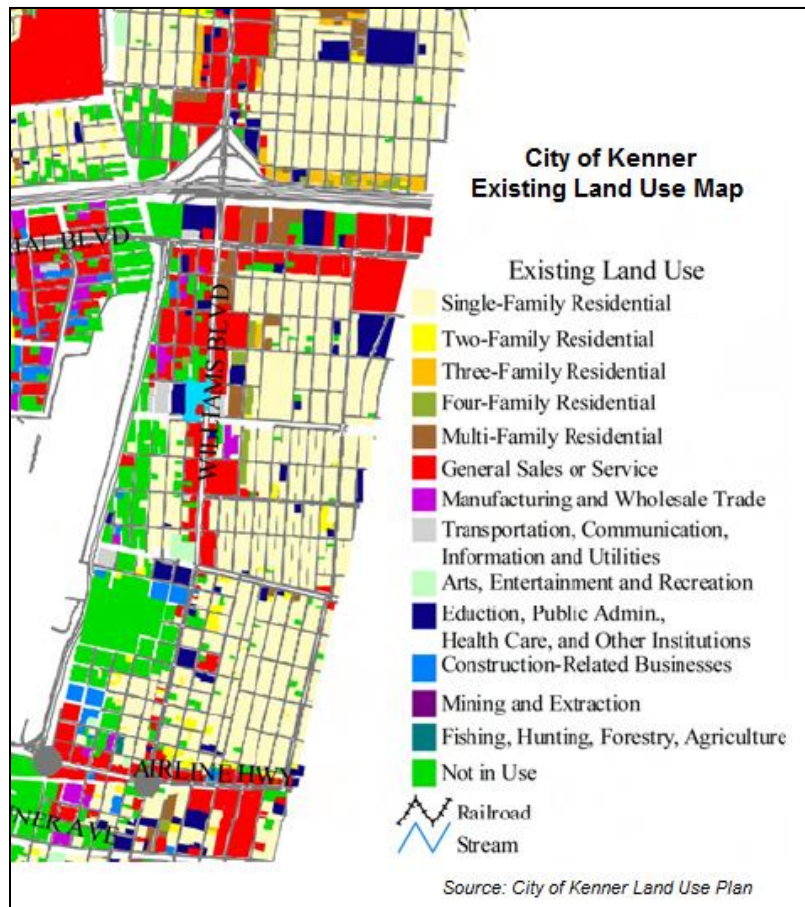 City of Kenner
Existing Land Use Map
IAL BLVD
WILLIAMS BLVD
AIRLINE HWY
NER AVE
Existing Land Use
Single-Family Residential
Two-Family Residential
Three-Family Residential
Four-Family Residential
Multi-Family Residential
General Sales or Service
Manufacturing and Wholesale Trade
Transportation, Communication,
Information and Utilities
Arts, Entertainment and Recreation
Eduction, Public Admin.,
Health Care, and Other Institutions
Construction-Related Businesses
Mining and Extraction
Fishing, Hunting, Forestry, Agriculture
Not in Use
Railroad
Stream
Source: City of Kenner Land Use Plan